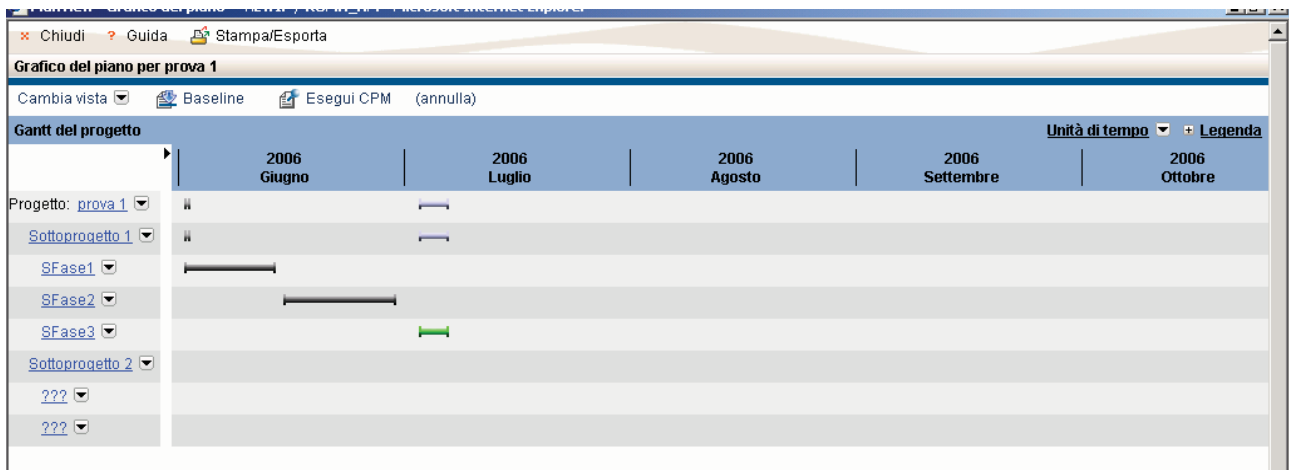 Chiudi ? Guida Stampa/Esporta
Grafico del piano per prova 1
Cambia vista Baseline Esegui CPM (annulla)
Gantt del progetto Unità di tempo Legenda
2006 2006 2006 2006 2006
Giugno Luglio Agosto Settembre Ottobre
Progetto: prova 1
Sottoprogetto 1
SFase1
SFase2
SFase3
Sottoprogetto 2
???
???